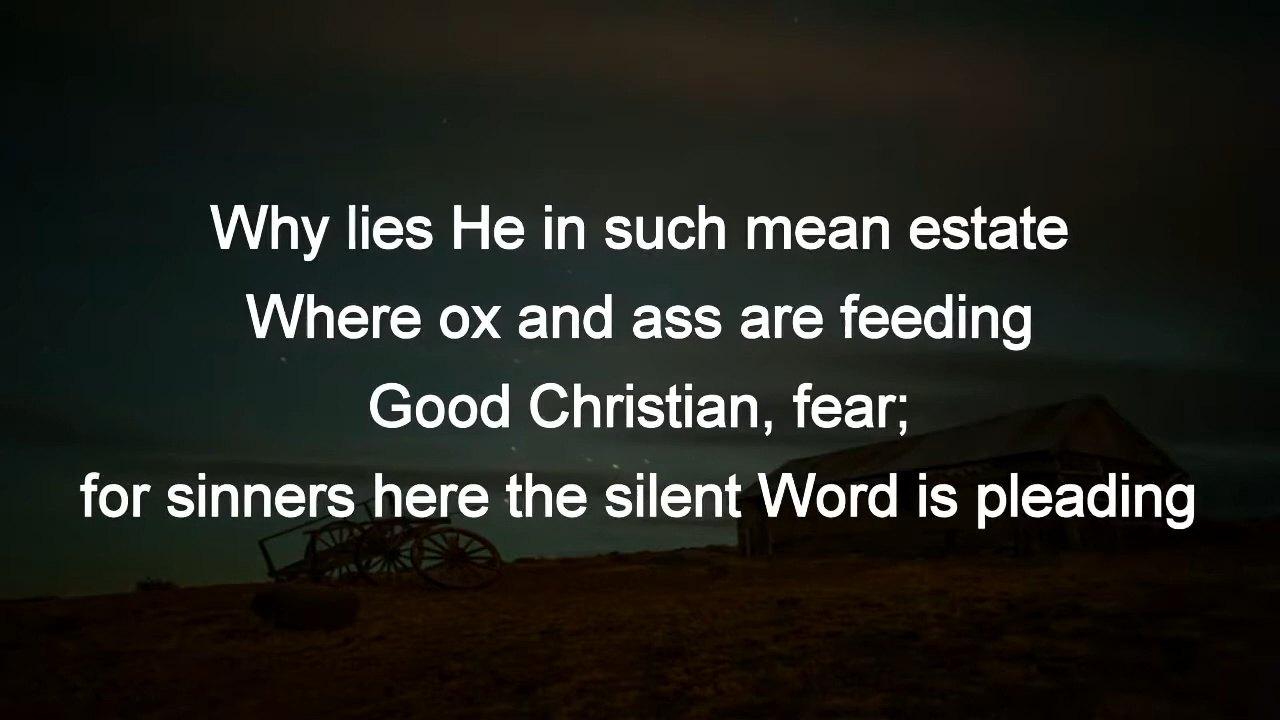 Why lies He in such mean estate
Where ox and ass are feeding
Good Christian, fear;
for sinners here the silent Word is pleading